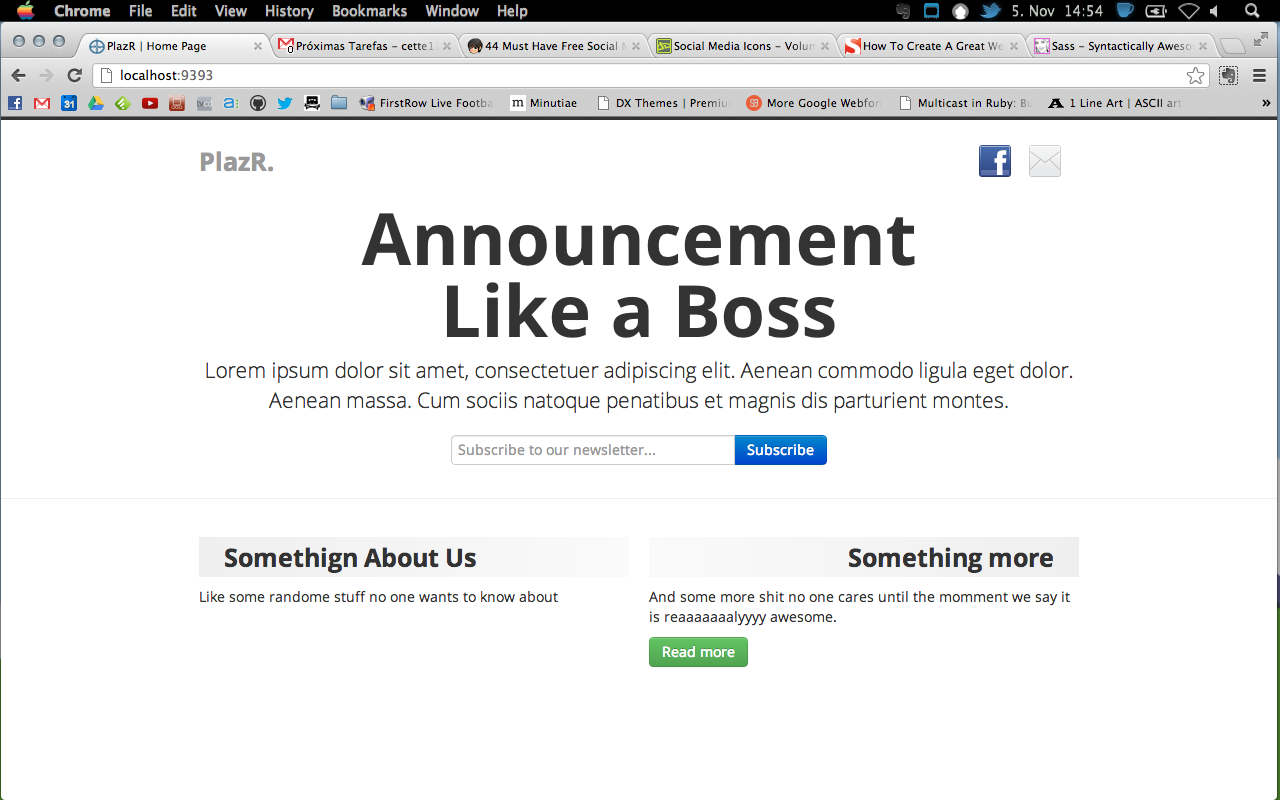 Chrome File Edit View History Bookmarks Window Help 5. Nov 14:54
PlazR | Home Page Próximas Tarefas – cette1 44 Must Have Free Social Social Media Icons – Volum How To Create A Great We Sass – Syntactically Aweso
localhost:9393
31 FirstRow Live Footba m Minutiae DX Themes | Premiu More Google Webfon Multicast in Ruby: Bu 1 Line Art | ASCII art »
PlazR.
Announcement
Like a Boss
Lorem ipsum dolor sit amet, consectetuer adipiscing elit. Aenean commodo ligula eget dolor.
Aenean massa. Cum sociis natoque penatibus et magnis dis parturient montes.
Subscribe to our newsletter... Subscribe
Somethign About Us
Like some randome stuff no one wants to know about
Something more
And some more shit no one cares until the momment we say it
is reaaaaaaalyyyy awesome.
Read more